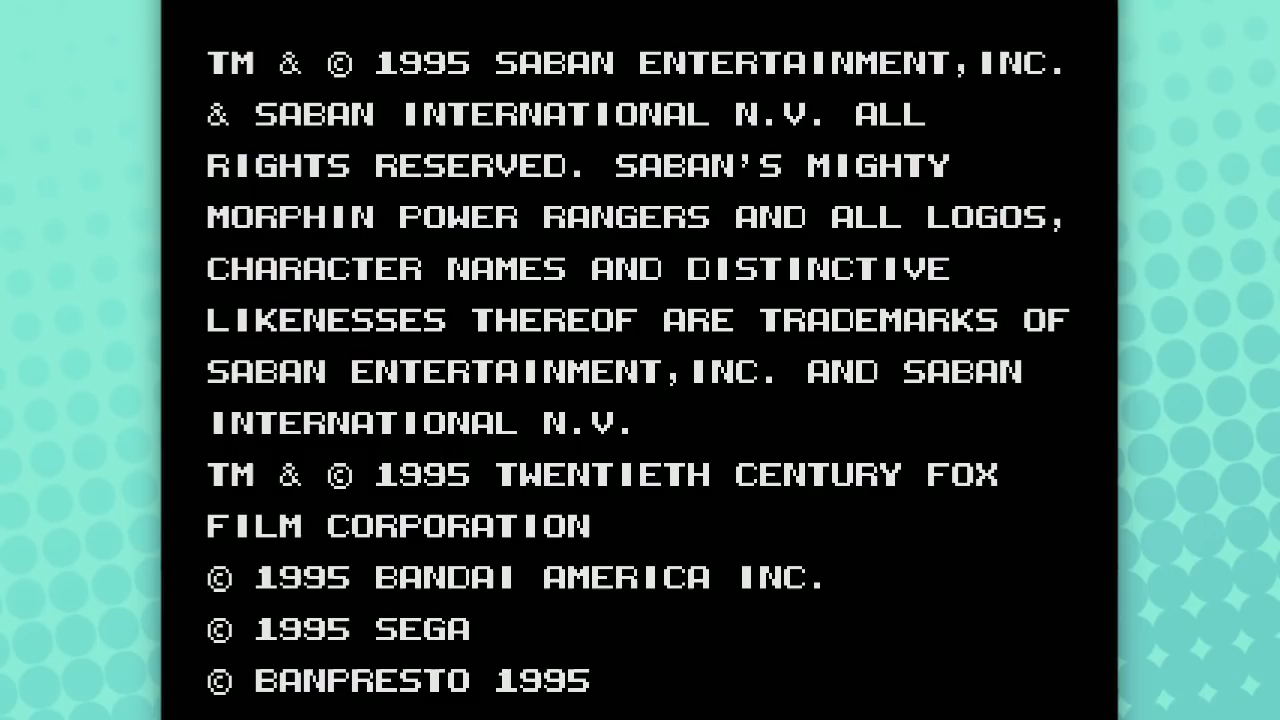 TM & © 1995 SABAN ENTERTAINMENT,INC.
& SABAN INTERNATIONAL N.V. ALL
RIGHTS RESERVED. SABAN'S MIGHTY
MORPHIN POWER RANGERS AND ALL LOGOS,
CHARACTER NAMES AND DISTINCTIVE
LIKENESSES THEREOF ARE TRADEMARKS OF
SABAN ENTERTAINMENT,INC. AND SABAN
INTERNATIONAL N.V.
TM & © 1995 TWENTIETH CENTURY FOX
FILM CORPORATION
© 1995 BANDAI AMERICA INC.
© 1995 SEGA
© BANPRESTO 1995